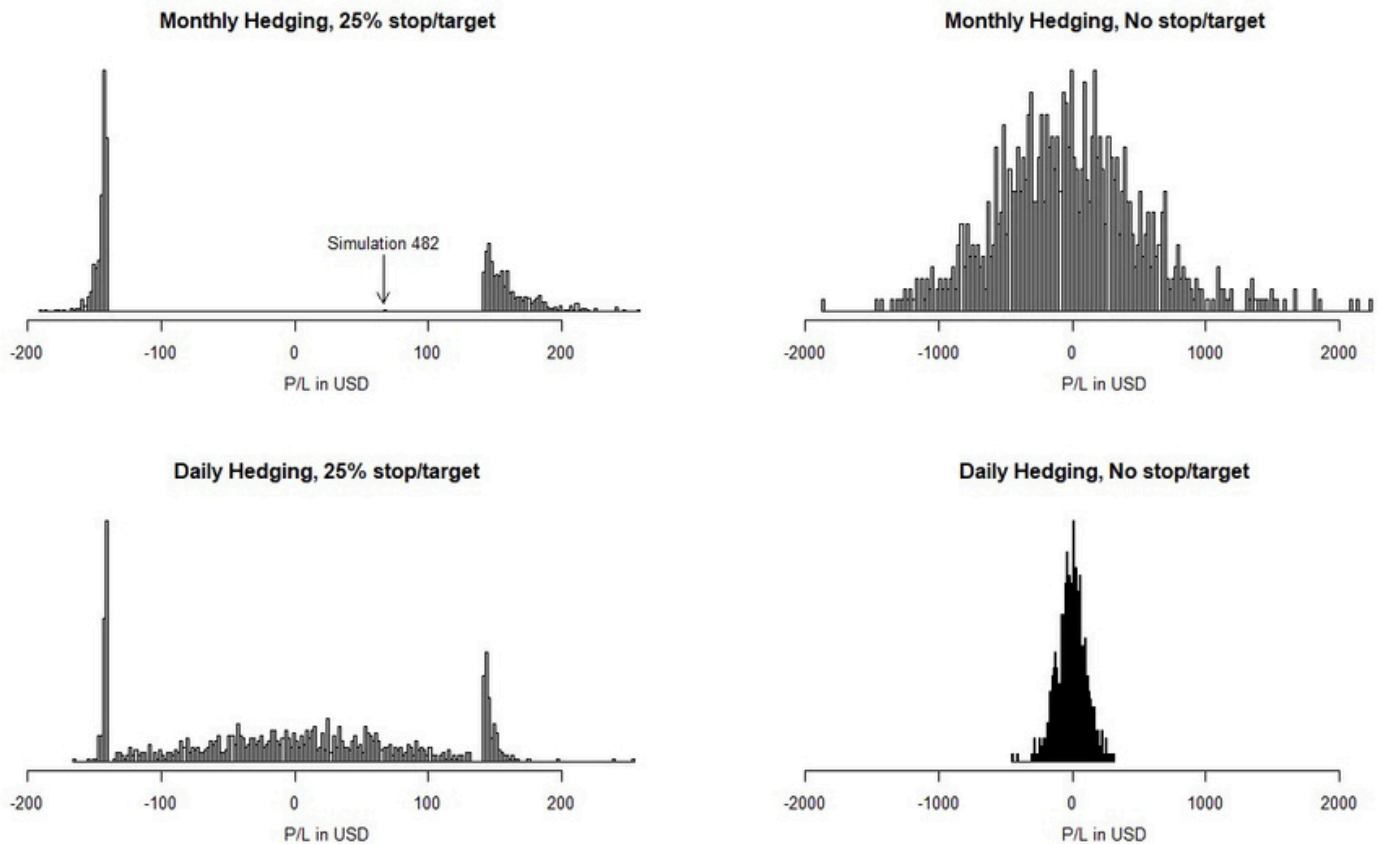 Monthly Hedging, 25% stop/target
Simulation 482
-200 -100 0 100 200
P/L in USD
Monthly Hedging, No stop/target
-2000 -1000 0 1000 2000
P/L in USD
Daily Hedging, 25% stop/target
-200 -100 0 100 200
P/L in USD
Daily Hedging, No stop/target
-2000 -1000 0 1000 2000
P/L in USD